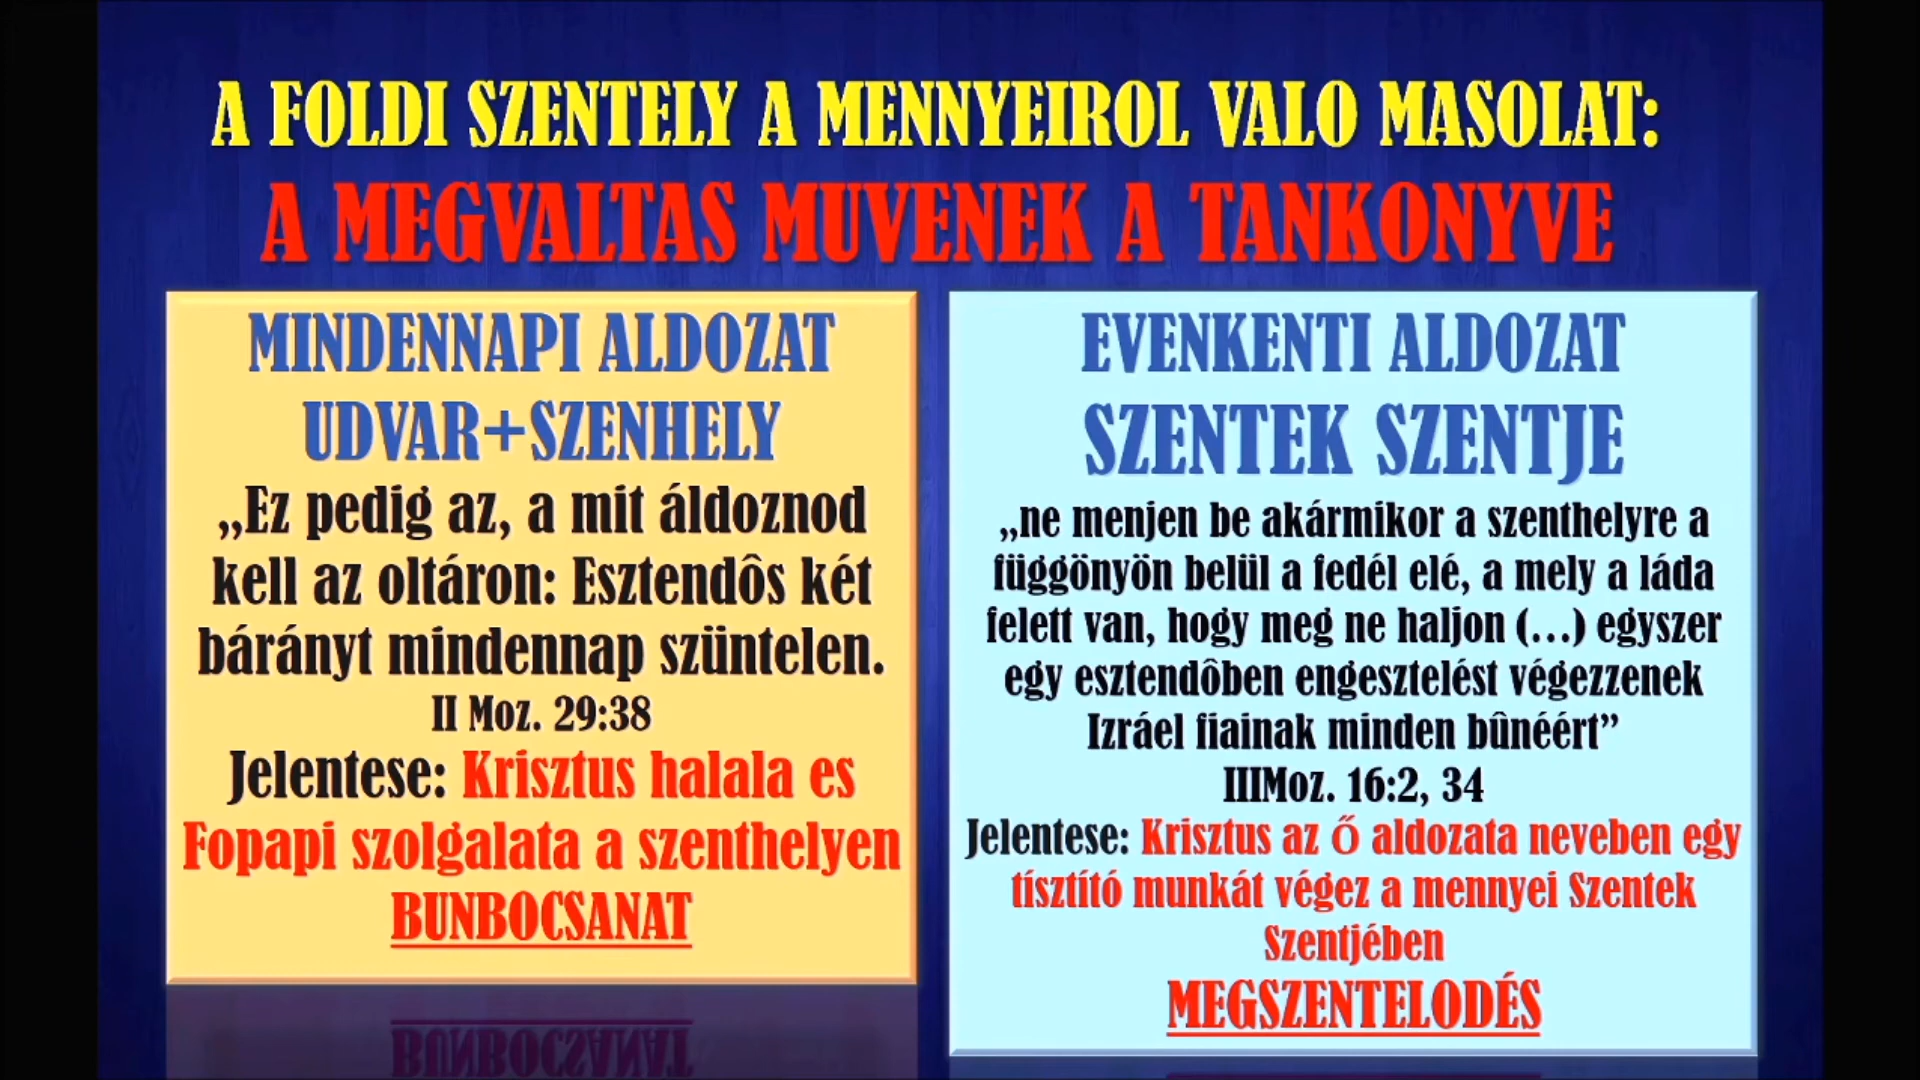 A FOLDI SZENTELY A MENNYEIROL VALO MASOLAT:
A MEGVALTAS MUVENEK A TANKONYVE
MINDENNAPI ALDOZAT
UDVAR+SZENHELY
„Ez pedig az, a mit áldoznod
kell az oltáron: Esztendôs két
bárányt mindennap szüntelen.
II Moz. 29:38
Jelentese: Krisztus halala es
Fopapi szolgalata a szenthelyen
BUNBOCSANAT
EVENKENTI ALDOZAT
SZENTEK SZENTJE
„ne menjen be akármikor a szenthelyre a
függönyön belül a fedél elé, a mely a láda
felett van, hogy meg ne haljon (…) egyszer
egy esztendôben engesztelést végezzenek
Izráel fiainak minden bûnéért”
IIIMoz. 16:2, 34
Jelentese: Krisztus az Ő aldozata neveben egy
tísztító munkát végez a mennyei Szentek
Szentjében
MEGSZENTELODÉS